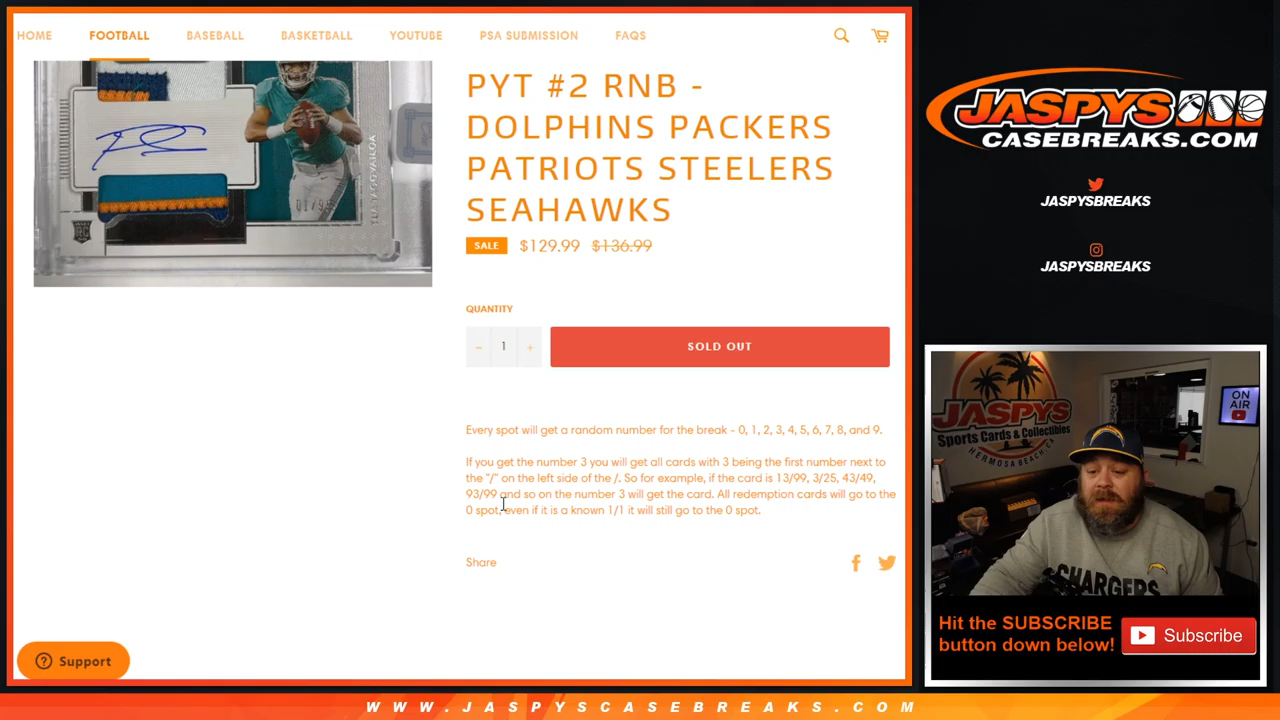 HOME FOOTBALL BASEBALL BASKETBALL YOUTUBE PSA SUBMISSION FAQS
PYT #2 RNB -
DOLPHINS PACKERS
PATRIOTS STEELERS
SEAHAWKS
SALE $129.99 $136.99
QUANTITY
− 1 +
SOLD OUT
Every spot will get a random number for the break - 0, 1, 2, 3, 4, 5, 6, 7, 8, and 9.
If you get the number 3 you will get all cards with 3 being the first number next to
the "/" on the left side of the /. So for example, if the card is 13/99, 3/25, 43/49,
93/99 and so on the number 3 will get the card. All redemption cards will go to the
0 spot, even if it is a known 1/1 it will still go to the 0 spot.
Share
Support
RC
JASPYS
CASEBREAKS.COM
JASPYSBREAKS
JASPYSBREAKS
JASPYS
Sports Cards & Collectibles
HERMOSA BEACH, CA
ON
AIR
CHARGERS
Hit the SUBSCRIBE
button down below!
Subscribe
WWW.JASPYSCASEBREAKS.COM